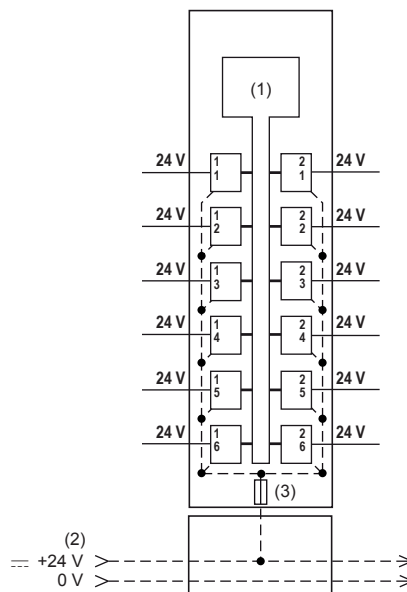 (1)
24 V 1 1 2 1 24 V
24 V 1 2 2 2 24 V
24 V 1 3 2 3 24 V
24 V 1 4 2 4 24 V
24 V 1 5 2 5 24 V
24 V 1 6 2 6 24 V
(3)
(2)
+24 V
0 V